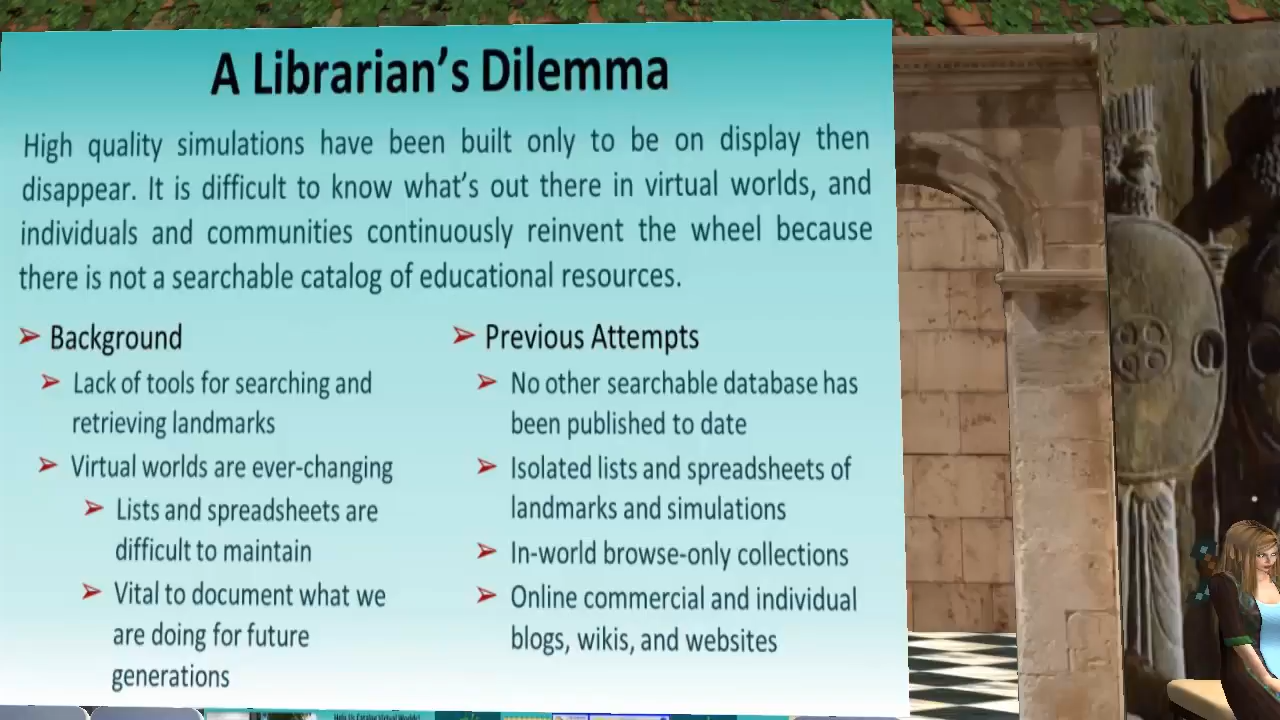 A Librarian's Dilemma
High quality simulations have been built only to be on display then
disappear. It is difficult to know what's out there in virtual worlds, and
individuals and communities continuously reinvent the wheel because
there is not a searchable catalog of educational resources.
➢ Background
➢ Lack of tools for searching and
retrieving landmarks
➢ Virtual worlds are ever-changing
➢ Lists and spreadsheets are
difficult to maintain
➢ Vital to document what we
are doing for future
generations
➢ Previous Attempts
➢ No other searchable database has
been published to date
➢ Isolated lists and spreadsheets of
landmarks and simulations
➢ In-world browse-only collections
➢ Online commercial and individual
blogs, wikis, and websites
Help Us Catalog Virtual Worlds!